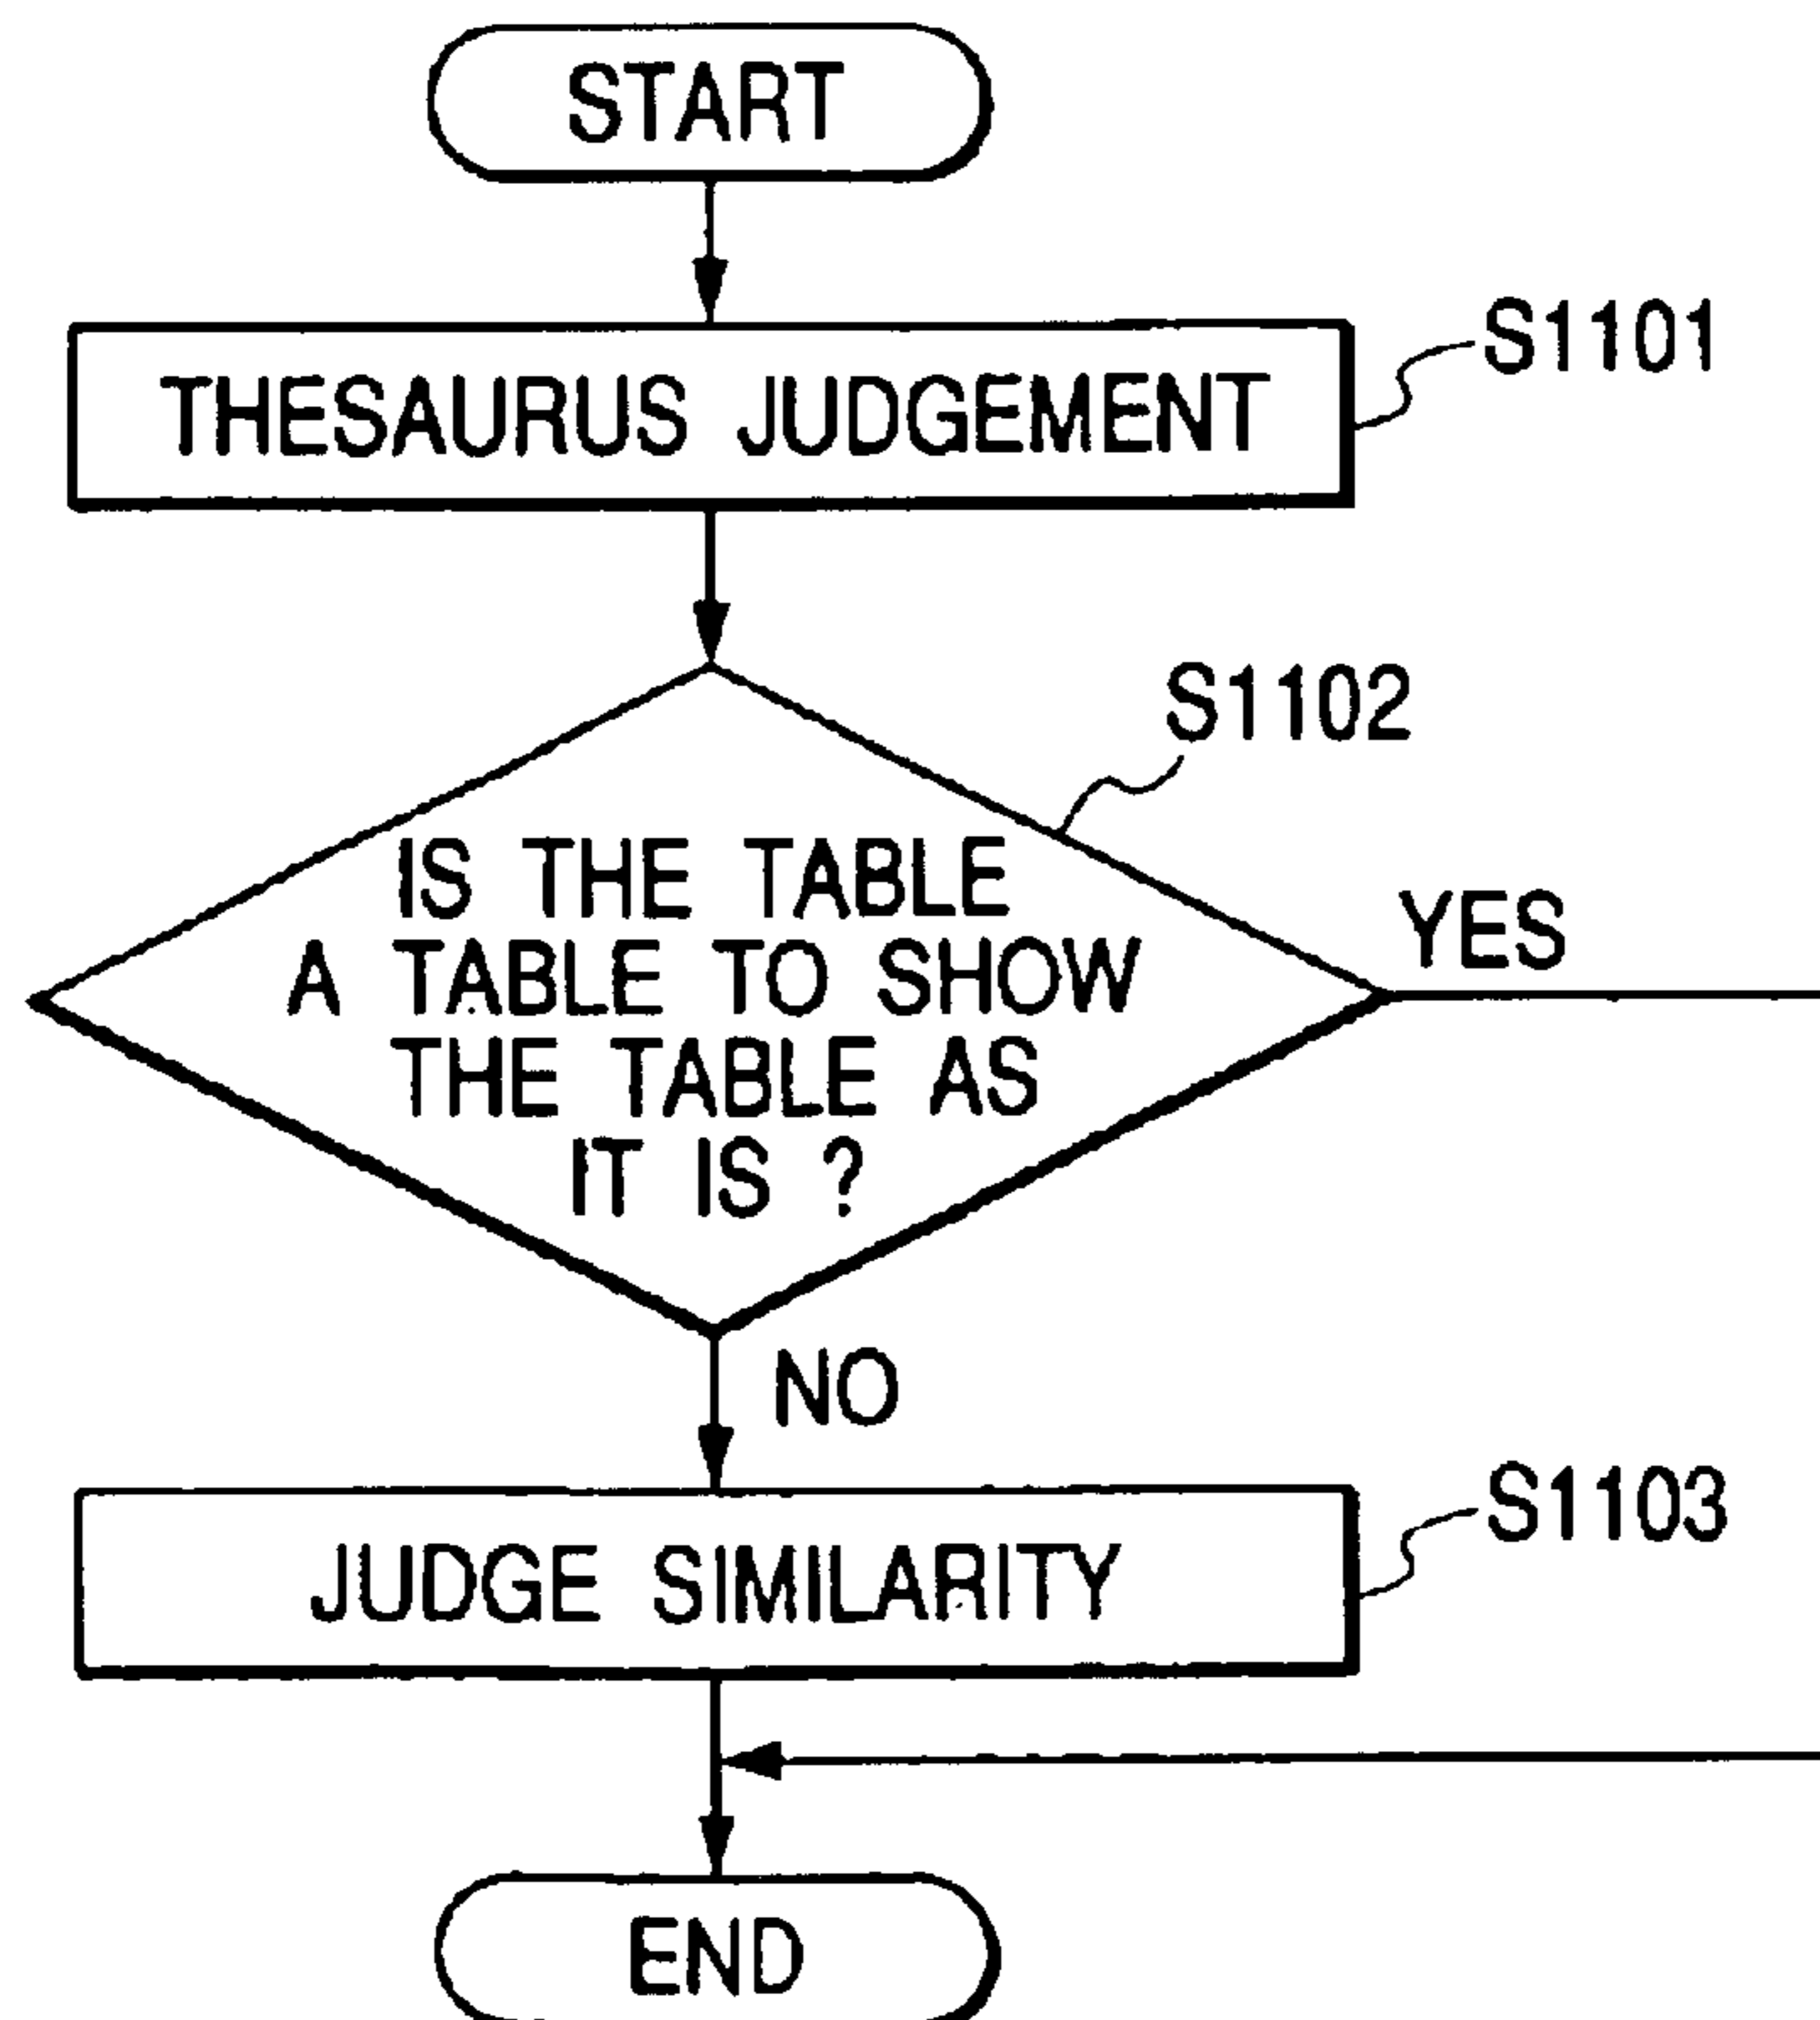 START
S1101
THESAURUS JUDGEMENT
S1102
IS THE TABLE
A TABLE TO SHOW
THE TABLE AS
IT IS ?
YES
NO
S1103
JUDGE SIMILARITY
END